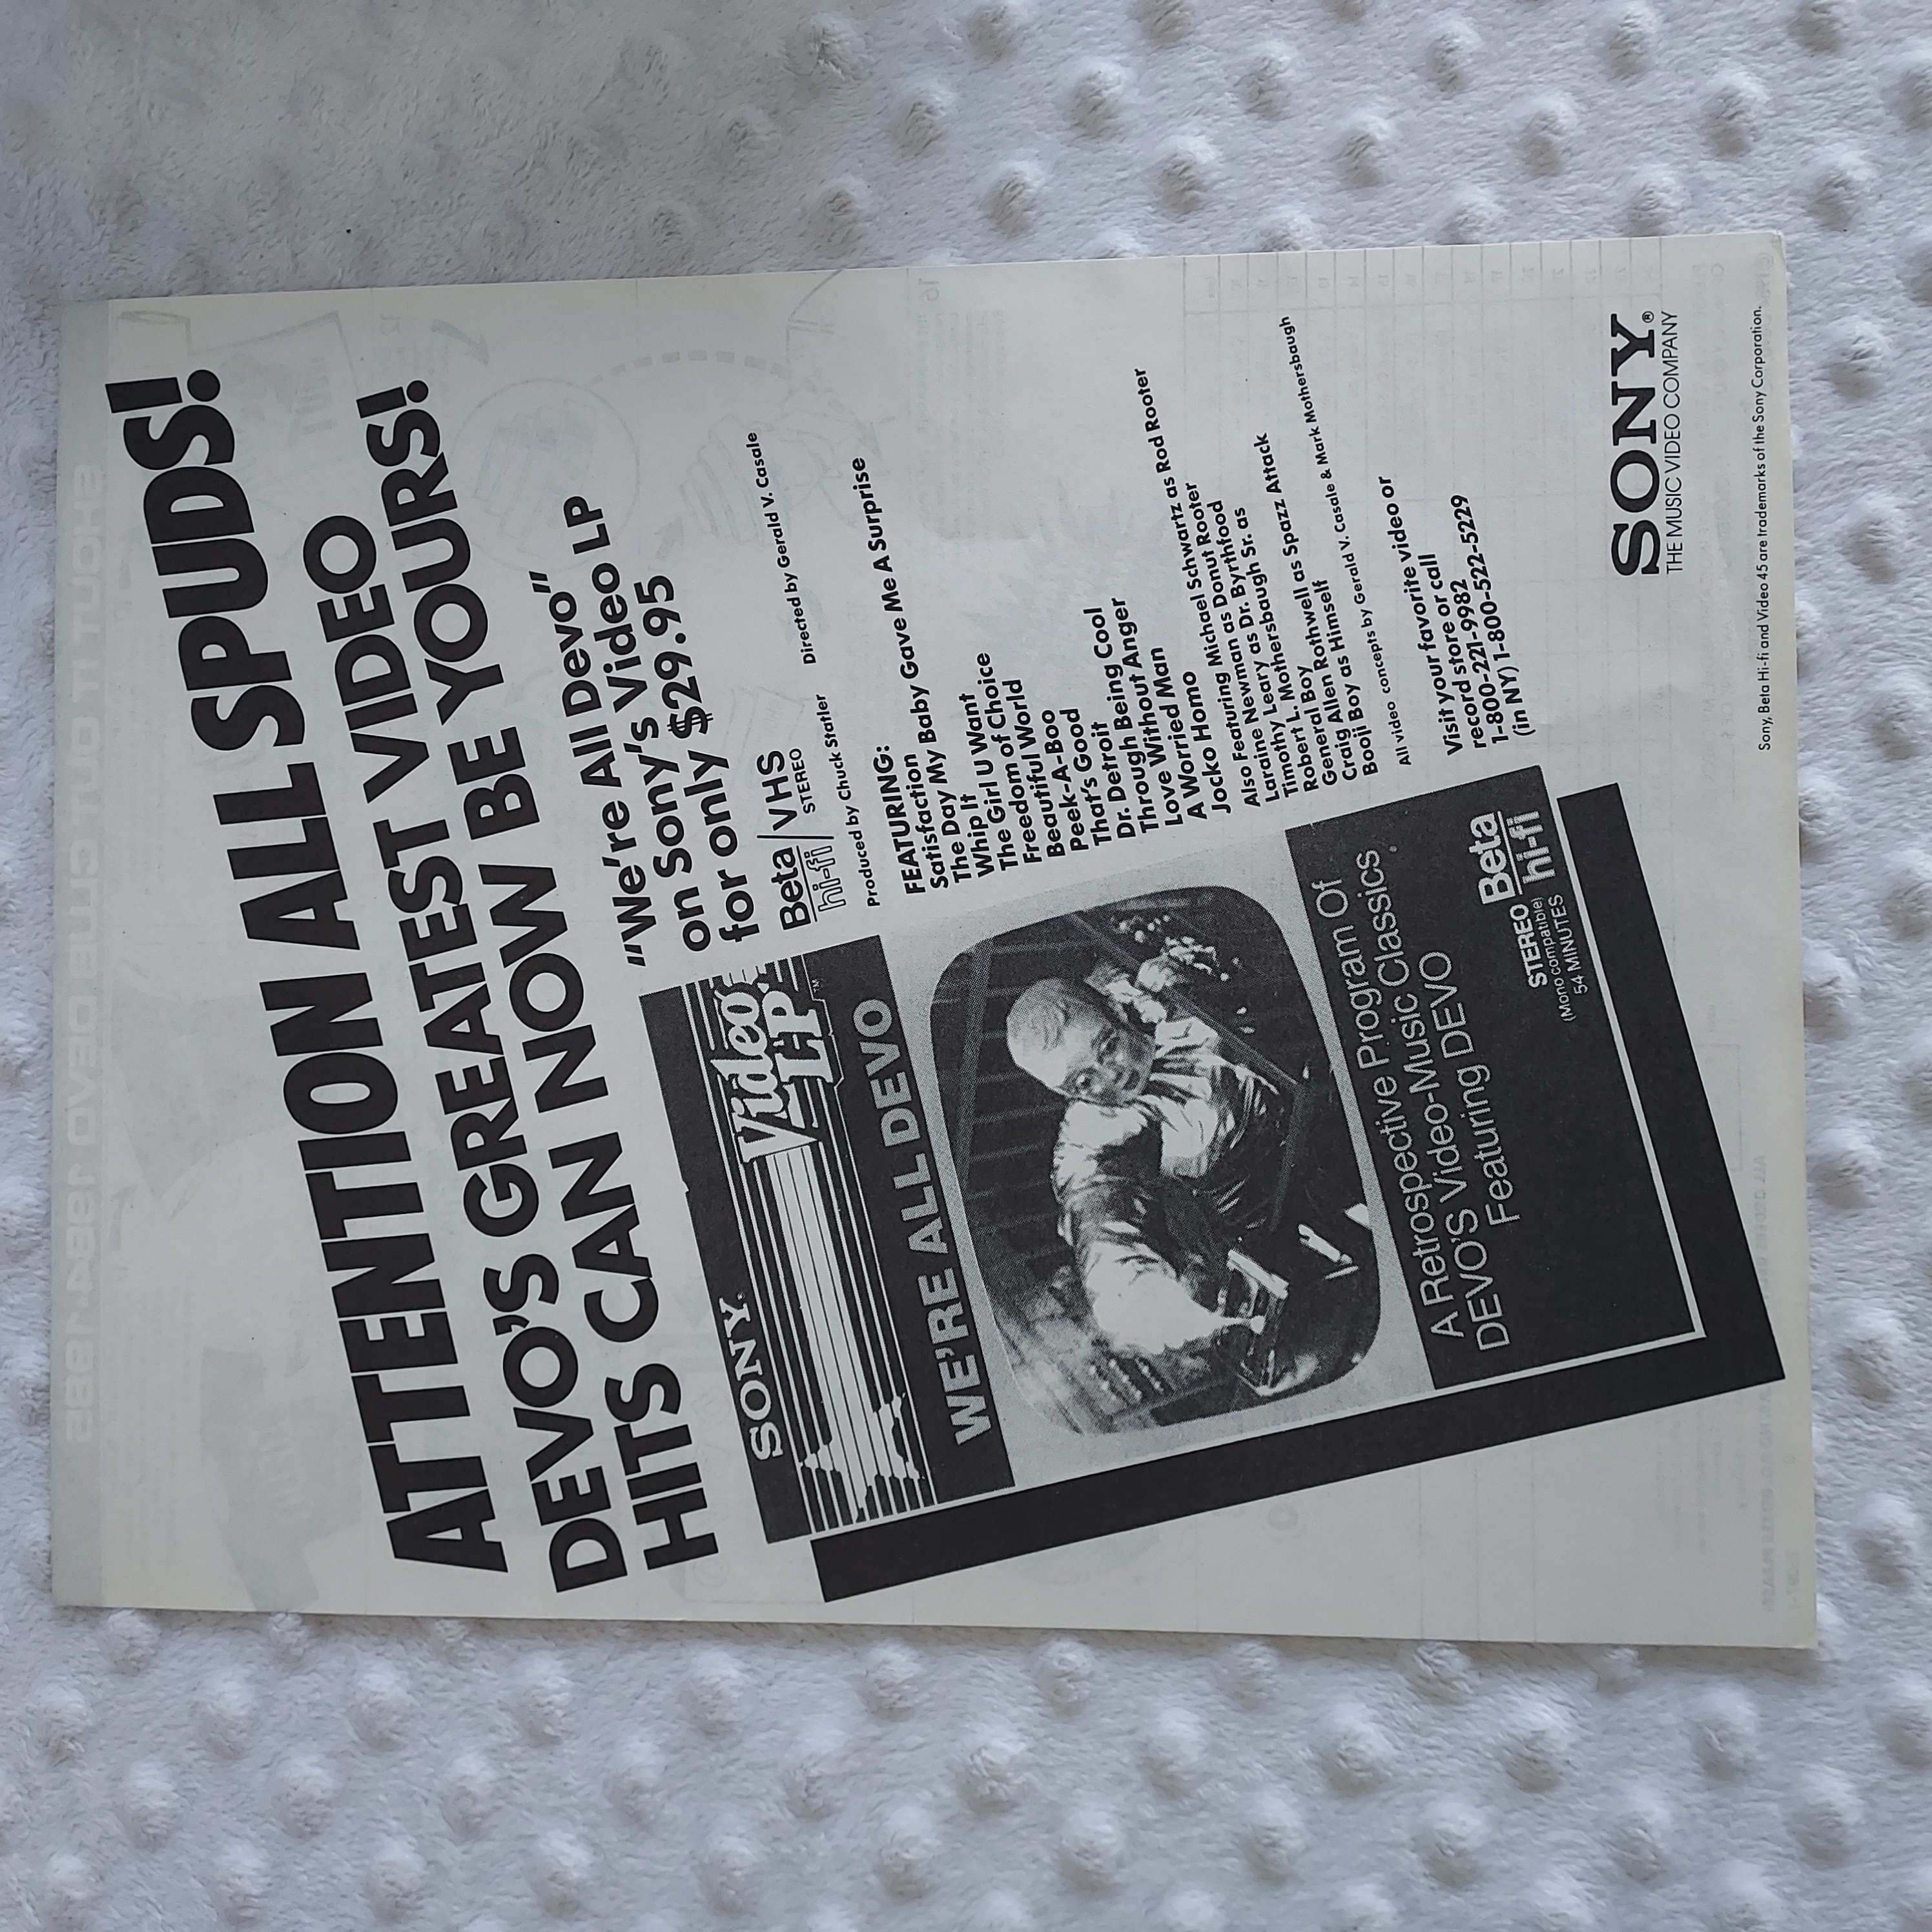 ATTENTION ALL SPUDS!
DEVO'S GREATEST VIDEO
HITS CAN NOW BE YOURS!
"We're All Devo"
on Sony's Video LP
for only $29.95
Beta/VHS
hi-fi/STEREO
Produced by Chuck Statler Directed by Gerald V. Casale
FEATURING:
Satisfaction
The Day My Baby Gave Me A Surprise
Whip It
The Girl U Want
Freedom of Choice
Beautiful World
Peek-A-Boo
That's Good
Dr. Detroit
Through Being Cool
Love Without Anger
A Worried Man
Jocko Homo
Also Featuring Michael Schwartz as Rod Rooter
Laraine Newman as Donut Rooter
Timothy Leary as Dr. Byrthfood
Robert L. Mothersbaugh Sr. as
General Boy
Craig Allen Rothwell as Spazz Attack
Booji Boy as Himself
All video concepts by Gerald V. Casale & Mark Mothersbaugh
Visit your favorite video or
record store or call
1-800-221-9982
(in NY) 1-800-522-5229
SONY.
Video
LP™
WE'RE ALL DEVO
A Retrospective Program Of
DEVO'S Video-Music Classics
Featuring DEVO
STEREO
(Mono compatible)
54 MINUTES
Beta
hi-fi
SONY®
THE MUSIC VIDEO COMPANY
Sony, Beta Hi-fi and Video 45 are trademarks of the Sony Corporation.
SHOUT IT OUT! CLUB DEVO 1984-1985